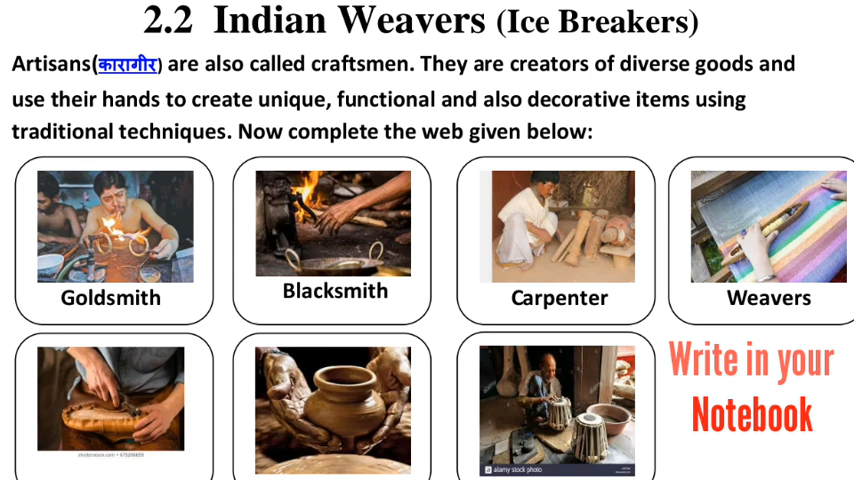 2.2 Indian Weavers (Ice Breakers)
Artisans(कारागीर) are also called craftsmen. They are creators of diverse goods and
use their hands to create unique, functional and also decorative items using
traditional techniques. Now complete the web given below:
Goldsmith
Blacksmith
Carpenter
Weavers
Write in your
Notebook
alamy stock photo